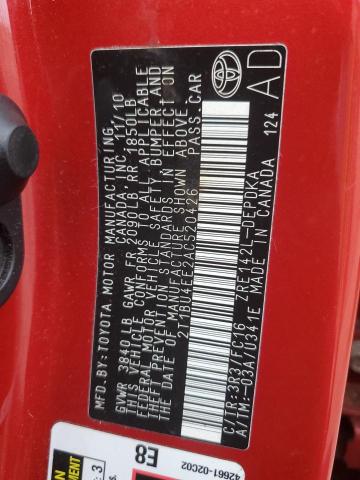 MFD.BY:TOYOTA MOTOR MANUFACTURING,
CANADA, INC. 11/10
GVWR 3840 LB GAWR FR 2090LB RR 1850LB
THIS VEHICLE CONFORMS TO ALL APPLICABLE
FEDERAL MOTOR VEHICLE SAFETY, BUMPER AND
THEFT PREVENTION STANDARDS IN EFFECT ON
THE DATE OF MANUFACTURE SHOWN ABOVE.
2T1BU4EE2AC520426 PASS. CAR
C/TR: 3R3/FC16 ZRE142L-DEPDKA
A/TM:-03A/U341E MADE IN CANADA 124
TOYOTA
AD
E8
42661-02C02